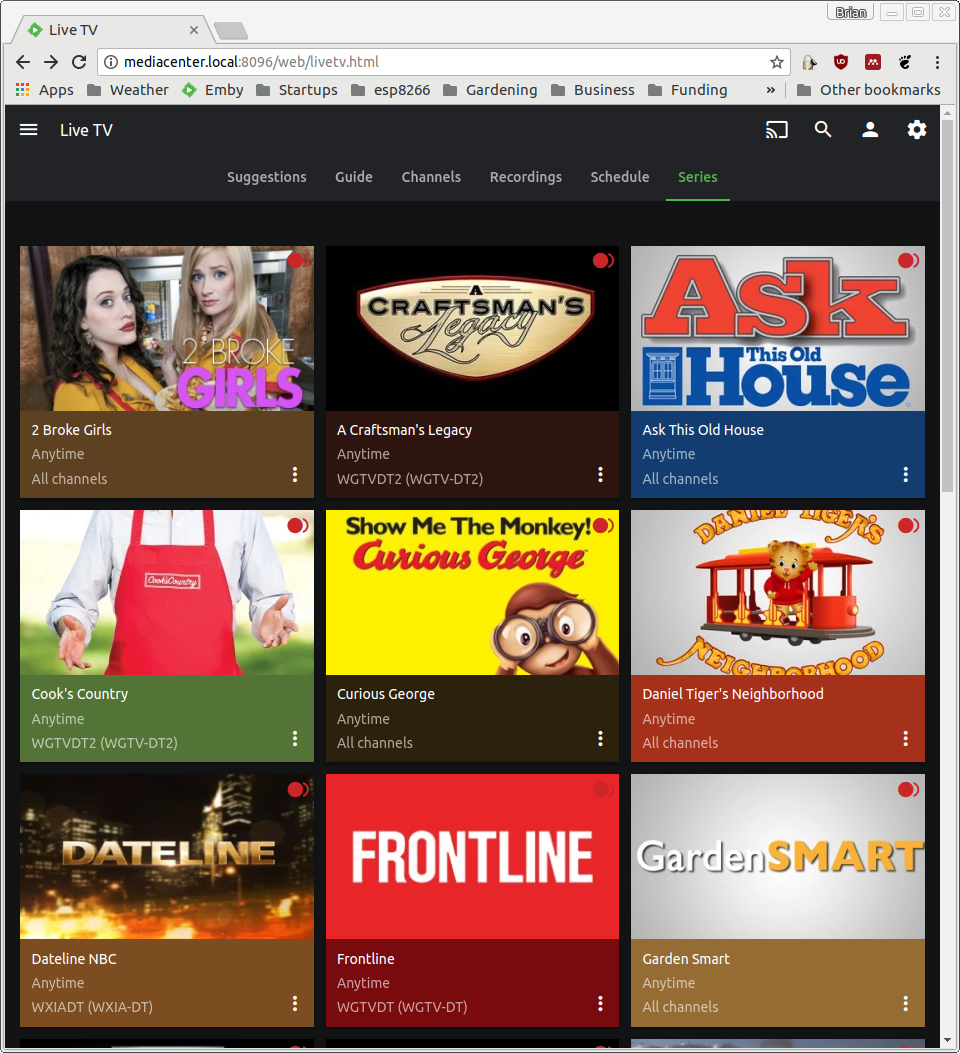 Brian
Live TV
mediacenter.local:8096/web/livetv.html
Apps Weather Emby Startups esp8266 Gardening Business Funding » Other bookmarks
Live TV
Suggestions Guide Channels Recordings Schedule Series
2 BROKE
GIRLS
2 Broke Girls
Anytime
All channels
A
CRAFTSMAN'S
Legacy
A Craftsman's Legacy
Anytime
WGTVDT2 (WGTV-DT2)
Ask
This Old
House
Ask This Old House
Anytime
All channels
Cook'sCountry
Cook's Country
Anytime
WGTVDT2 (WGTV-DT2)
Show Me The Monkey!
Curious George
Curious George
Anytime
All channels
DANIEL TIGER'S
NEIGHBORHOOD
Daniel Tiger's Neighborhood
Anytime
All channels
DATELINE
Dateline NBC
Anytime
WXIADT (WXIA-DT)
FRONTLINE
Frontline
Anytime
WGTVDT (WGTV-DT)
GardenSMART
Garden Smart
Anytime
All channels